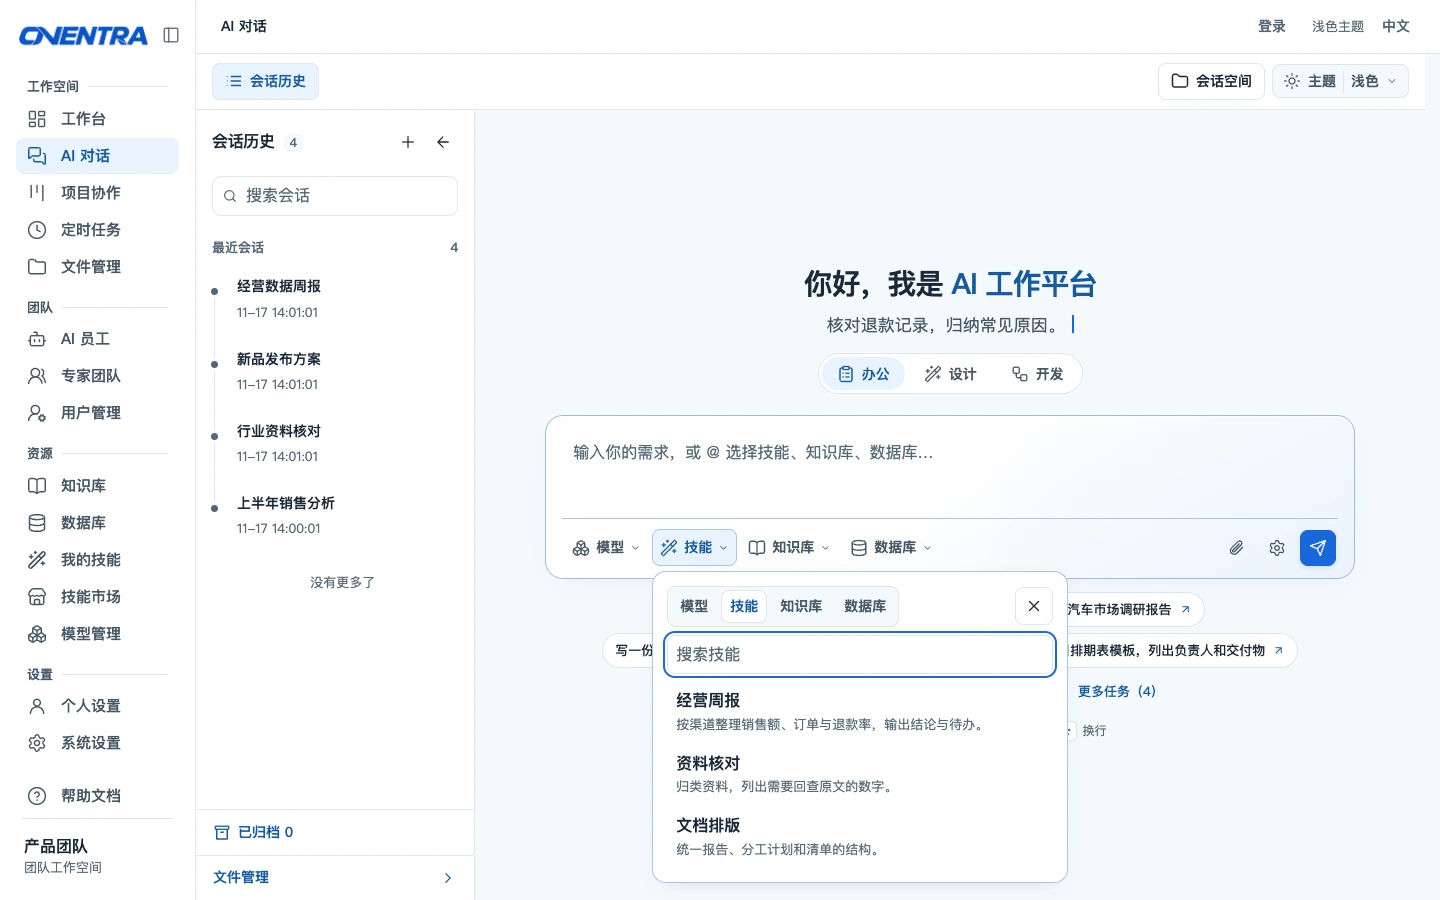 ONENTRA
工作空间
工作台
AI 对话
项目协作
定时任务
文件管理
团队
AI 员工
专家团队
用户管理
资源
知识库
数据库
我的技能
技能市场
模型管理
设置
个人设置
系统设置
帮助文档
产品团队
团队工作空间
AI 对话
登录
浅色主题
中文
会话历史
会话空间
主题
浅色
会话历史 4
搜索会话
最近会话 4
经营数据周报
11-17 14:01:01
新品发布方案
11-17 14:01:01
行业资料核对
11-17 14:01:01
上半年销售分析
11-17 14:00:01
没有更多了
已归档 0
文件管理
你好，我是 AI 工作平台
核对退款记录，归纳常见原因。
办公
设计
开发
输入你的需求，或 @ 选择技能、知识库、数据库...
模型
技能
知识库
数据库
汽车市场调研报告
写一份
排期表模板，列出负责人和交付物
更多任务（4）
换行
模型
技能
知识库
数据库
搜索技能
经营周报
按渠道整理销售额、订单与退款率，输出结论与待办。
资料核对
归类资料，列出需要回查原文的数字。
文档排版
统一报告、分工计划和清单的结构。